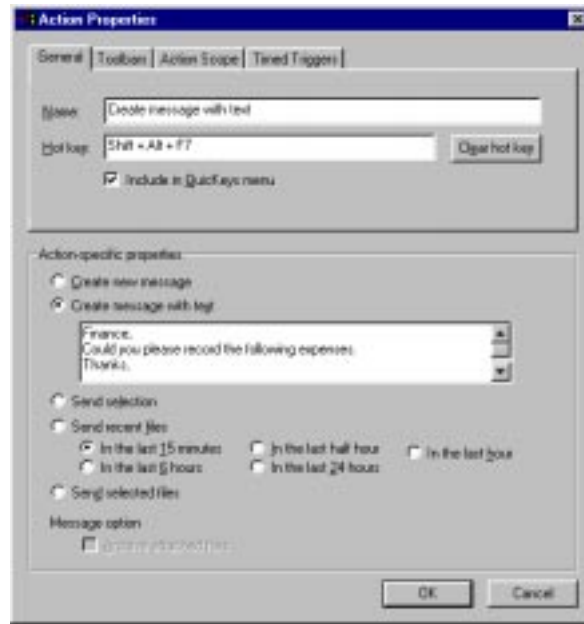 Action Properties
General Toolbars Action Scope Timed Triggers
Name: Create message with text
Hot key: Shift + Alt + F7 Clear hot key
Include in QuicKeys menu
Action-specific properties
Create new message
Create message with text
Finance,
Could you please record the following expenses.
Thanks,
Send selection
Send recent files
In the last 15 minutes In the last half hour In the last hour
In the last 6 hours In the last 24 hours
Send selected files
Message option
attached files
OK Cancel